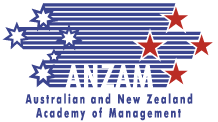 ANZAM
Australian and New Zealand
Academy of Management